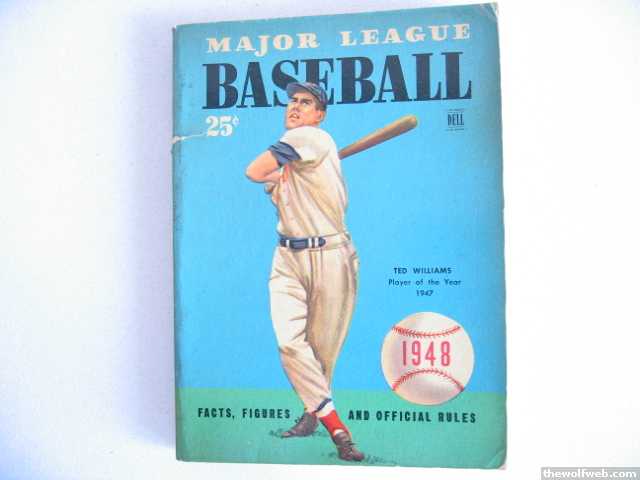 MAJOR LEAGUE
BASEBALL
25¢
DELL
TED WILLIAMS
Player of the Year
1947
1948
FACTS, FIGURES AND OFFICIAL RULES
thewolfweb.com